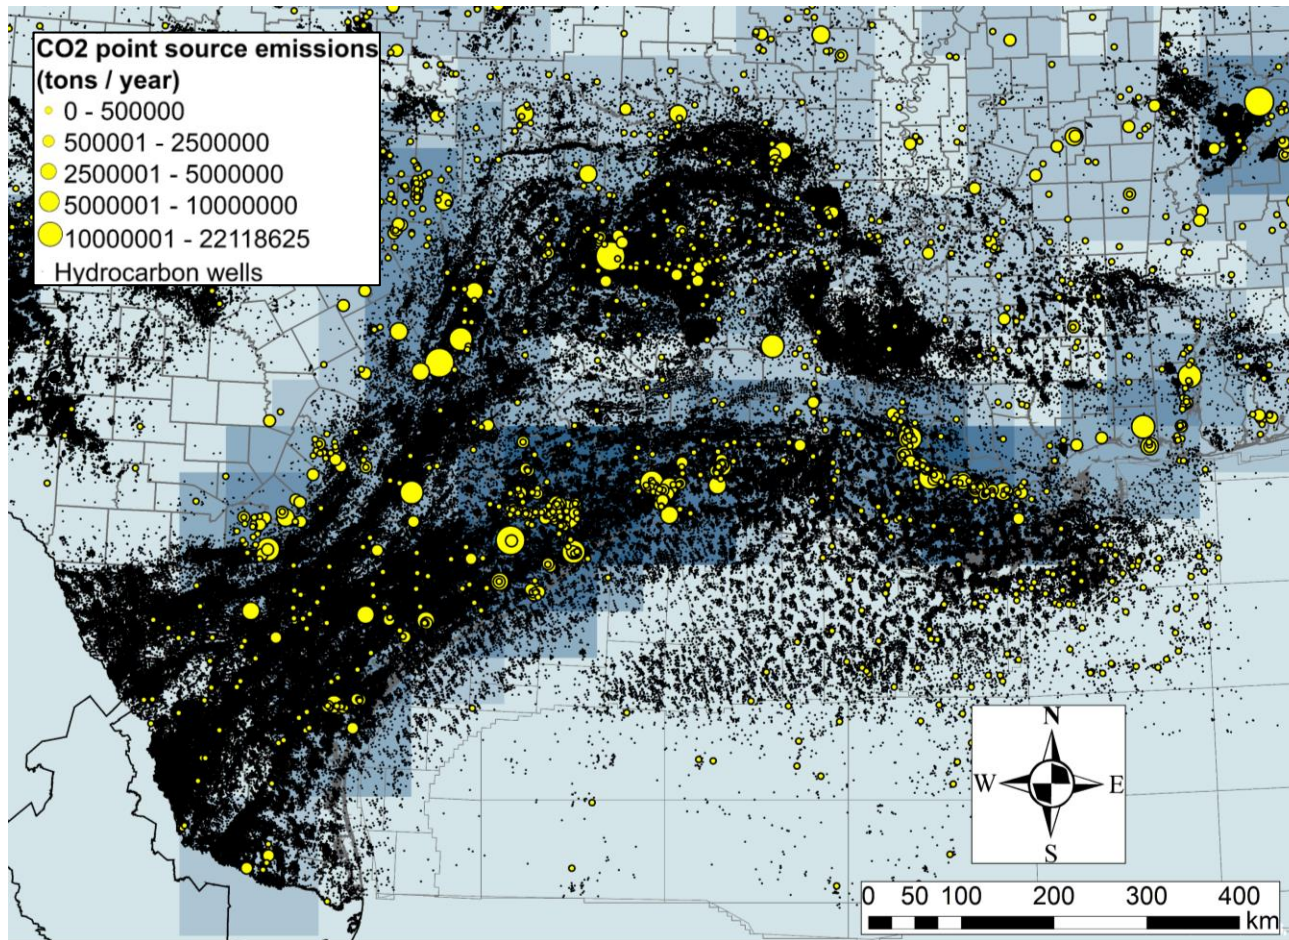 CO2 point source emissions
(tons / year)
0 - 500000
500001 - 2500000
2500001 - 5000000
5000001 - 10000000
10000001 - 22118625
Hydrocarbon wells
N
W E
S
0 50 100 200 300 400
km